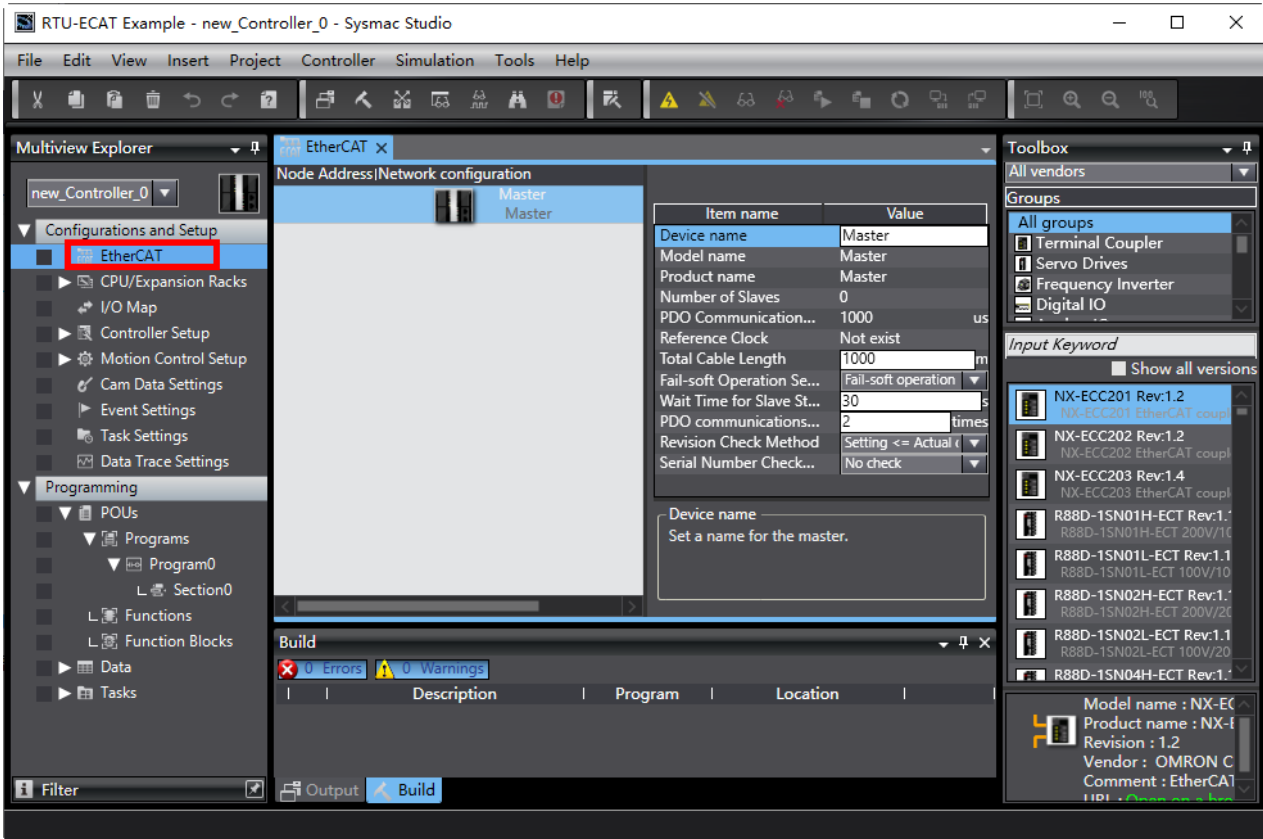 RTU-ECAT Example - new_Controller_0 - Sysmac Studio
File Edit View Insert Project Controller Simulation Tools Help
Multiview Explorer
new_Controller_0
Configurations and Setup
EtherCAT
CPU/Expansion Racks
I/O Map
Controller Setup
Motion Control Setup
Cam Data Settings
Event Settings
Task Settings
Data Trace Settings
Programming
POUs
Programs
Program0
Section0
Functions
Function Blocks
Data
Tasks
Filter
EtherCAT
Node Address|Network configuration
Master
Master
Item name Value
Device name Master
Model name Master
Product name Master
Number of Slaves 0
PDO Communication... 1000 us
Reference Clock Not exist
Total Cable Length 1000 m
Fail-soft Operation Se... Fail-soft operation
Wait Time for Slave St... 30 s
PDO communications... 2 times
Revision Check Method Setting <= Actual
Serial Number Check... No check
Device name
Set a name for the master.
Build
0 Errors 0 Warnings
Description Program Location
Output Build
Toolbox
All vendors
Groups
All groups
Terminal Coupler
Servo Drives
Frequency Inverter
Digital IO
Input Keyword
Show all versions
NX-ECC201 Rev:1.2
NX-ECC201 EtherCAT coupl
NX-ECC202 Rev:1.2
NX-ECC202 EtherCAT coupl
NX-ECC203 Rev:1.4
NX-ECC203 EtherCAT coupl
R88D-1SN01H-ECT Rev:1.
R88D-1SN01H-ECT 200V/10
R88D-1SN01L-ECT Rev:1.1
R88D-1SN01L-ECT 100V/10
R88D-1SN02H-ECT Rev:1.
R88D-1SN02H-ECT 200V/20
R88D-1SN02L-ECT Rev:1.1
R88D-1SN02L-ECT 100V/20
R88D-1SN04H-ECT Rev:1.
Model name : NX-EC
Product name : NX-E
Revision : 1.2
Vendor : OMRON C
Comment : EtherCAT
URL : Open on a bro